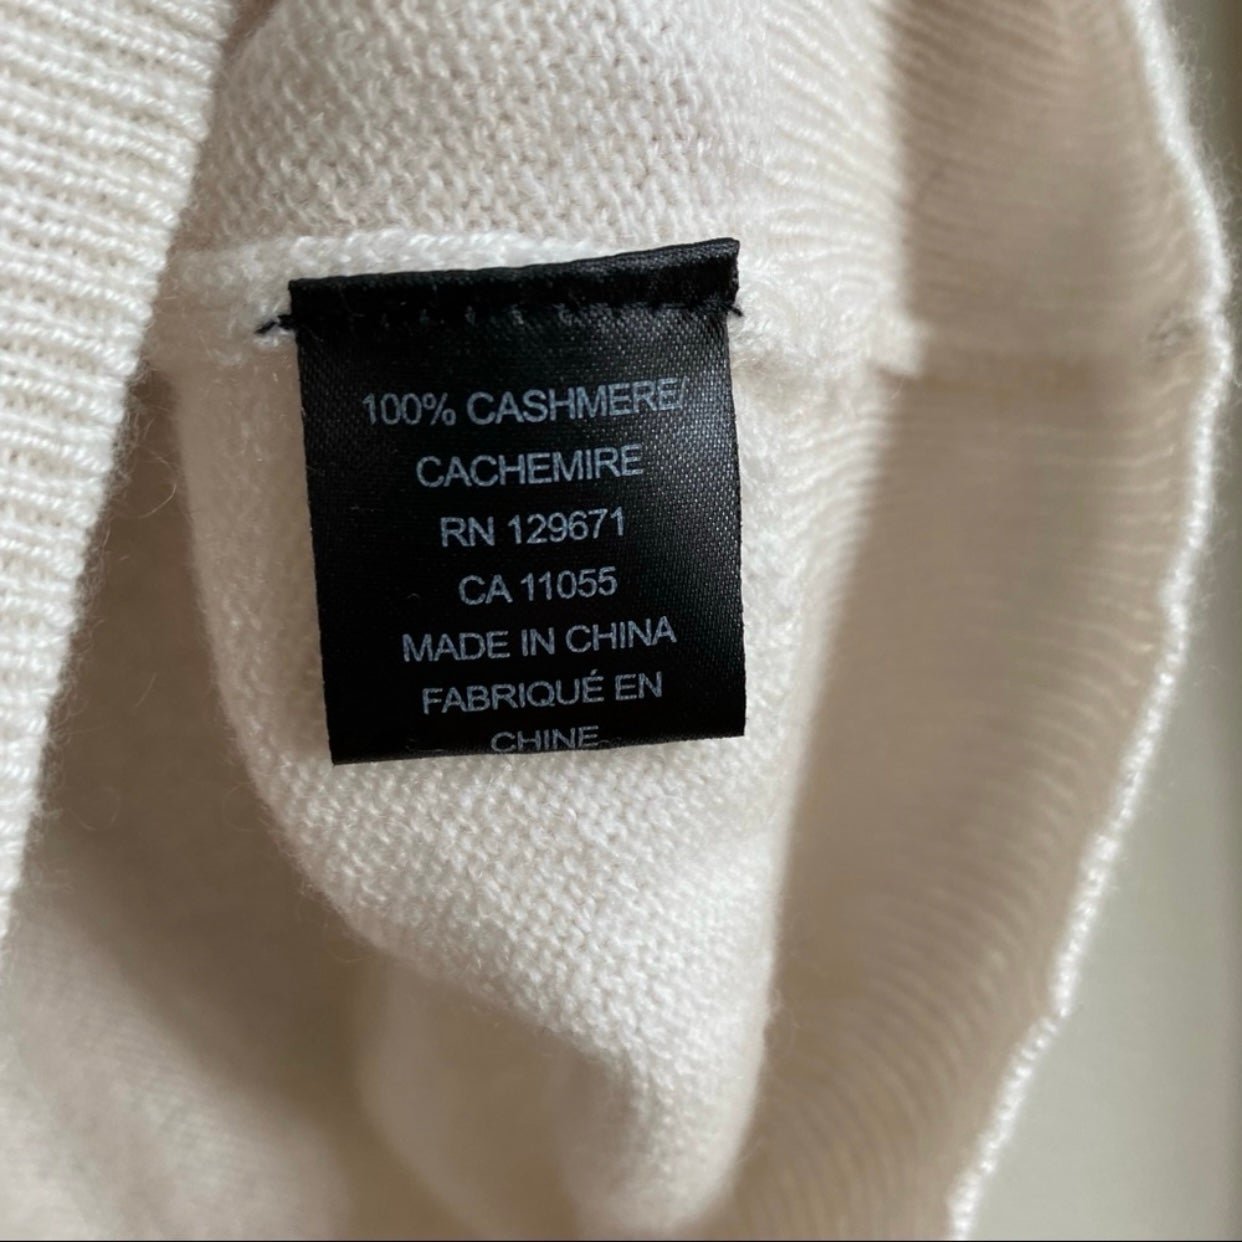 100% CASHMERE/
CACHEMIRE
RN 129671
CA 11055
MADE IN CHINA
FABRIQUÉ EN
CHINE